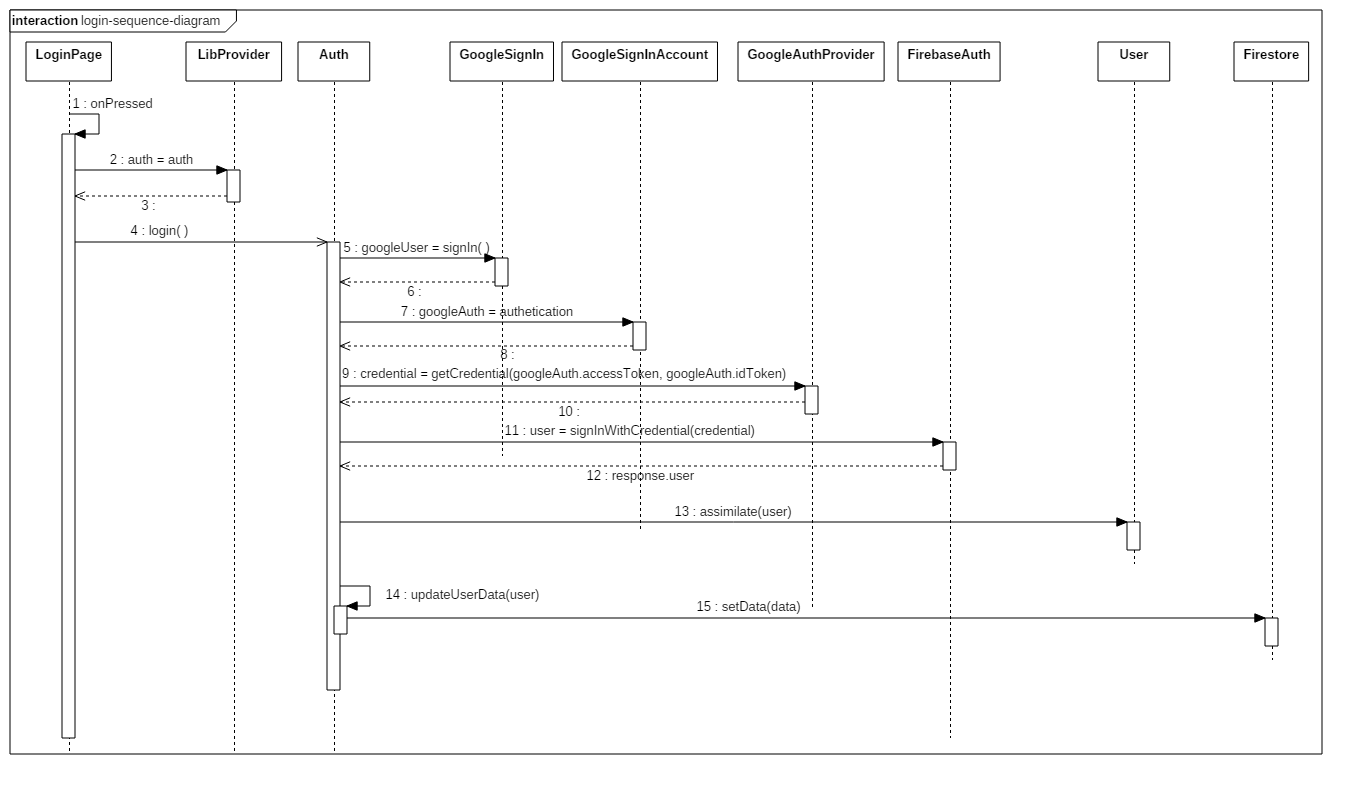 interaction login-sequence-diagram
LoginPage
LibProvider
Auth
GoogleSignIn
GoogleSignInAccount
GoogleAuthProvider
FirebaseAuth
User
Firestore
1 : onPressed
2 : auth = auth
3 :
4 : login( )
5 : googleUser = signIn( )
6 :
7 : googleAuth = authetication
8 :
9 : credential = getCredential(googleAuth.accessToken, googleAuth.idToken)
10 :
11 : user = signInWithCredential(credential)
12 : response.user
13 : assimilate(user)
14 : updateUserData(user)
15 : setData(data)